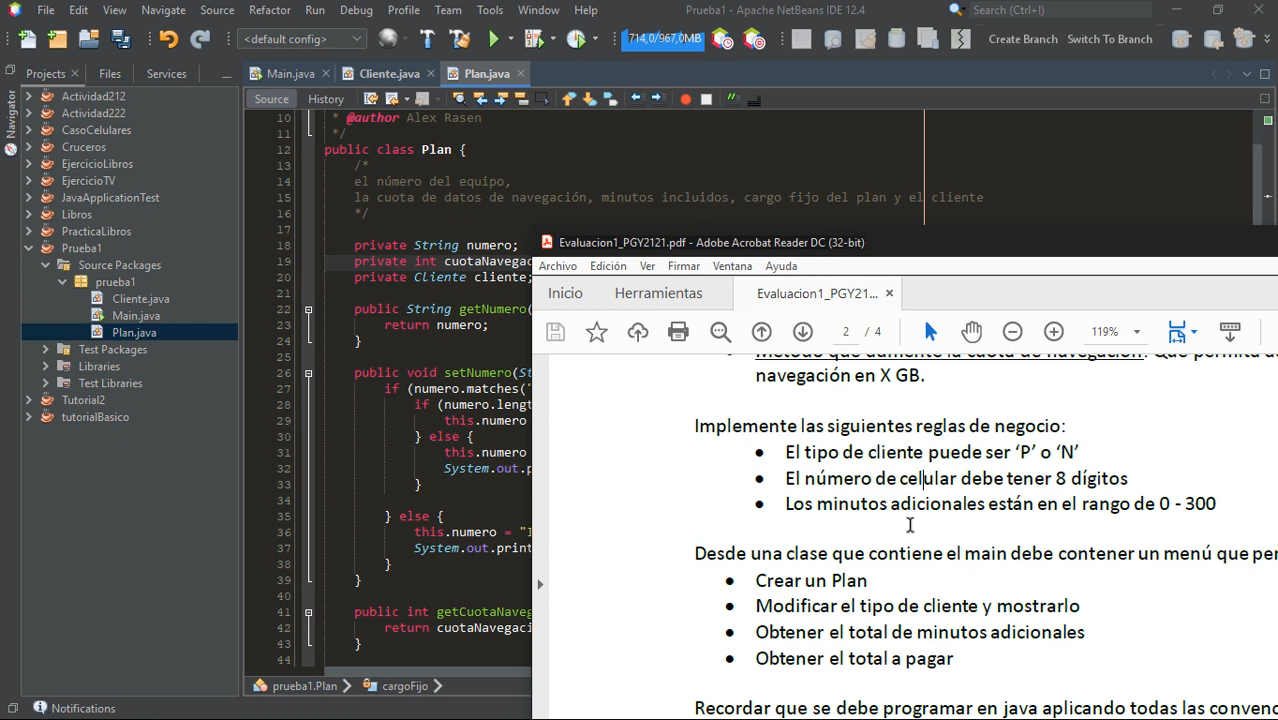 File Edit View Navigate Source Refactor Run Debug Profile Team Tools Window Help Prueba1 - Apache NetBeans IDE 12.4 Search (Ctrl+I)
<default config> 714,0/967,0MB Create Branch Switch To Branch
Projects Files Services
Main.java Cliente.java Plan.java
Navigator
Source History
Actividad212
Actividad222
CasoCelulares
Cruceros
EjercicioLibros
EjercicioTV
JavaApplicationTest
Libros
PracticaLibros
Prueba1
Source Packages
prueba1
Cliente.java
Main.java
Plan.java
Test Packages
Libraries
Test Libraries
Tutorial2
tutorialBasico
10 * @author Alex Rasen
11 */
12 public class Plan {
13 /*
14 el número del equipo,
15 la cuota de datos de navegación, minutos incluidos, cargo fijo del plan y el cliente
16 */
17
18 private String numero;
19 private int cuotaNavegac
20 private Cliente cliente;
21
22 public String getNumero(
23 return numero;
24 }
25
26 public void setNumero(St
27 if (numero.matches("
28 if (numero.lengt
29 this.numero
30 } else {
31 this.numero
32 System.out.p
33 }
34
35 } else {
36 this.numero = "I
37 System.out.print
38 }
39 }
40
41 public int getCuotaNaveg
42 return cuotaNavegaci
43 }
44
prueba1.Plan cargoFijo
Notifications
Evaluacion1_PGY2121.pdf - Adobe Acrobat Reader DC (32-bit)
Archivo Edición Ver Firmar Ventana Ayuda
Inicio Herramientas Evaluacion1_PGY21...
2 / 4 119%
Método que aumente la cuota de navegación: Que permita au
navegación en X GB.
Implemente las siguientes reglas de negocio:
• El tipo de cliente puede ser ‘P’ o ‘N’
• El número de celular debe tener 8 dígitos
• Los minutos adicionales están en el rango de 0 - 300
Desde una clase que contiene el main debe contener un menú que per
• Crear un Plan
• Modificar el tipo de cliente y mostrarlo
• Obtener el total de minutos adicionales
• Obtener el total a pagar
Recordar que se debe programar en java aplicando todas las convenc